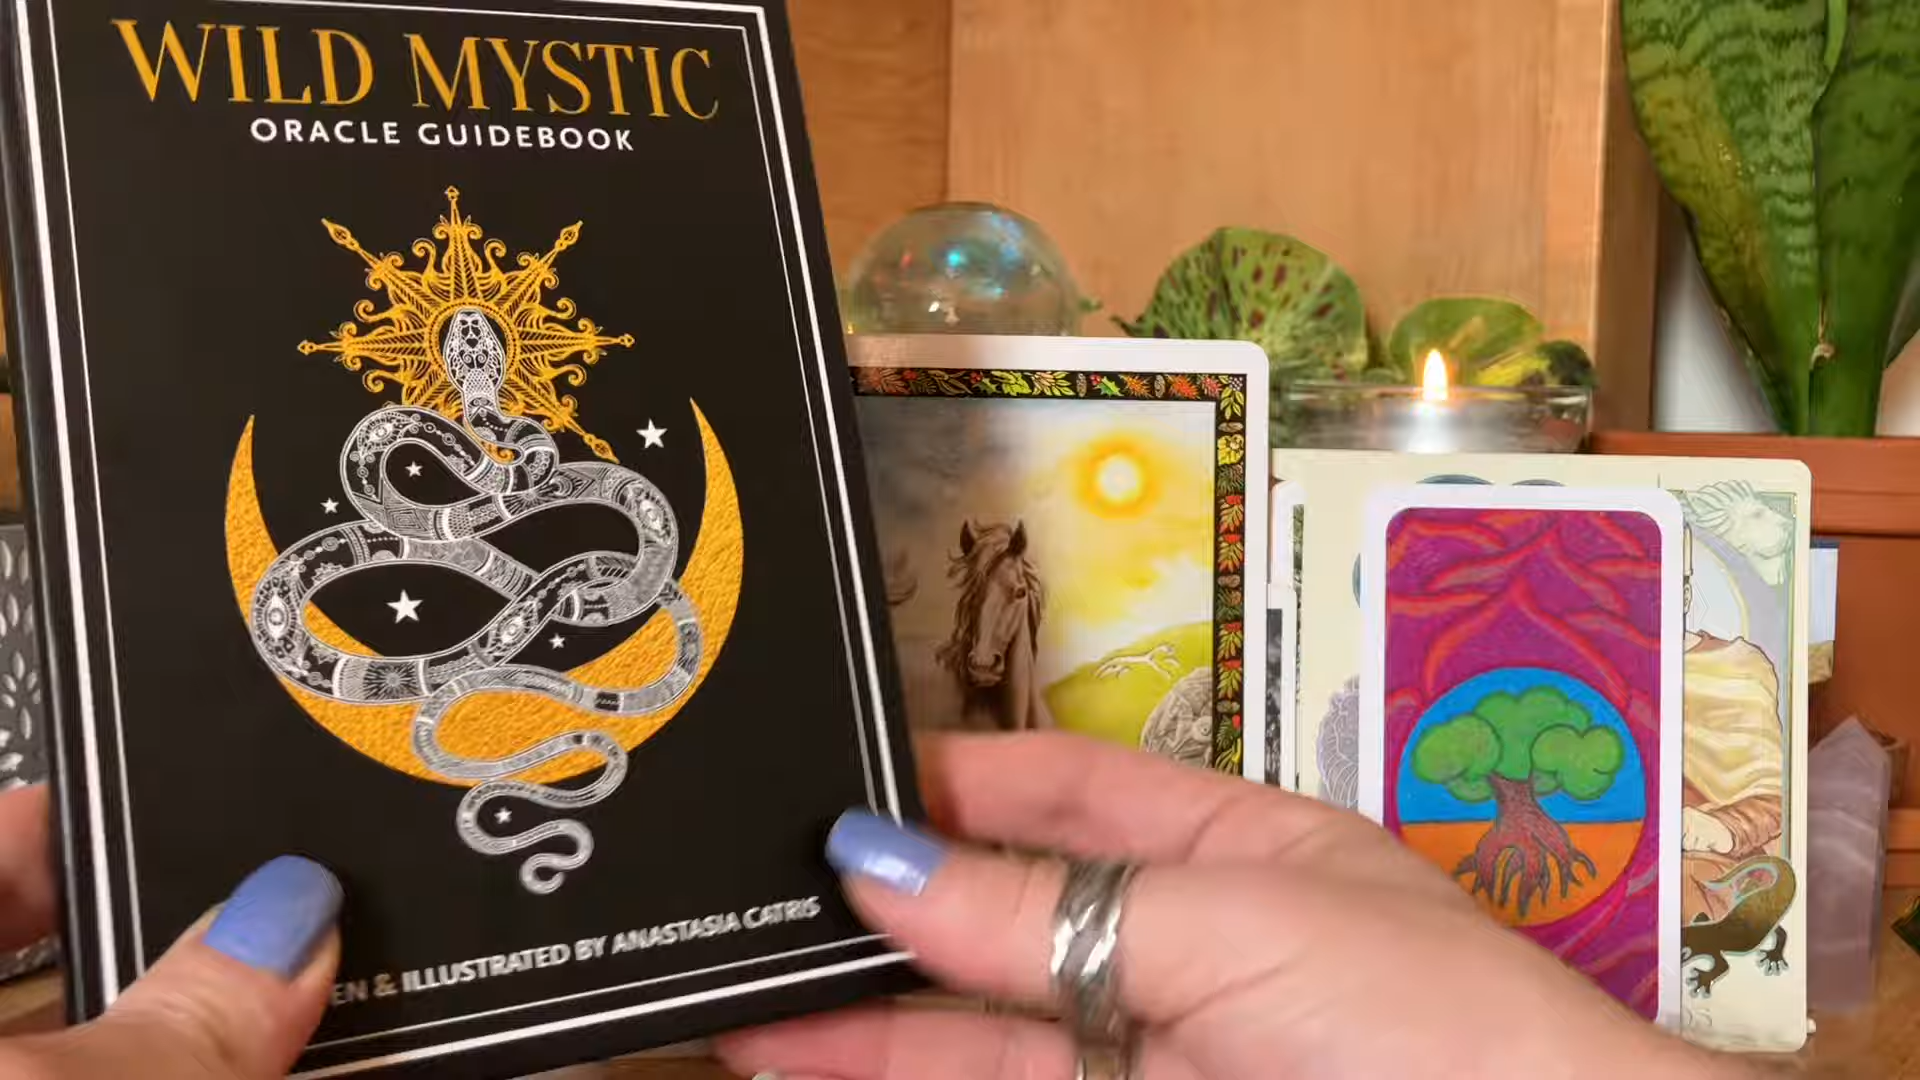 WILD MYSTIC
ORACLE GUIDEBOOK
EN & ILLUSTRATED BY ANASTASIA CATRIS